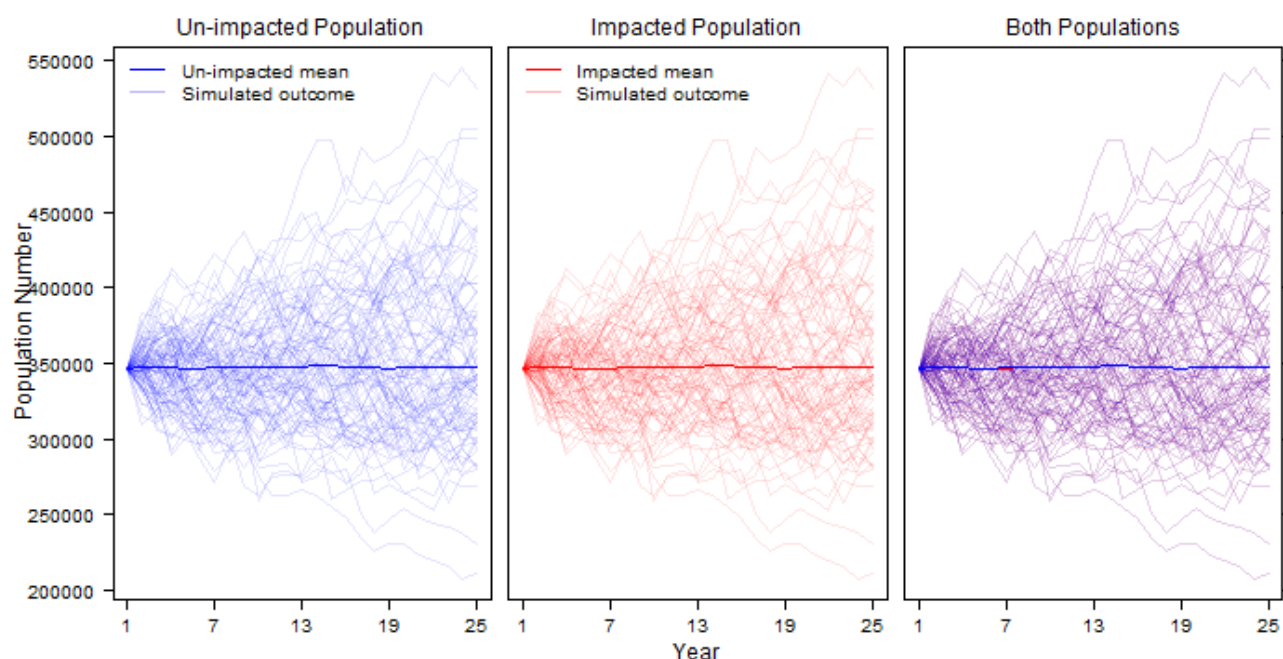 Un-impacted Population
Impacted Population
Both Populations
Un-impacted mean
Simulated outcome
Impacted mean
Simulated outcome
Population Number
550000
500000
450000
400000
350000
300000
250000
200000
1 7 13 19 25
1 7 13 19 25
1 7 13 19 25
Year